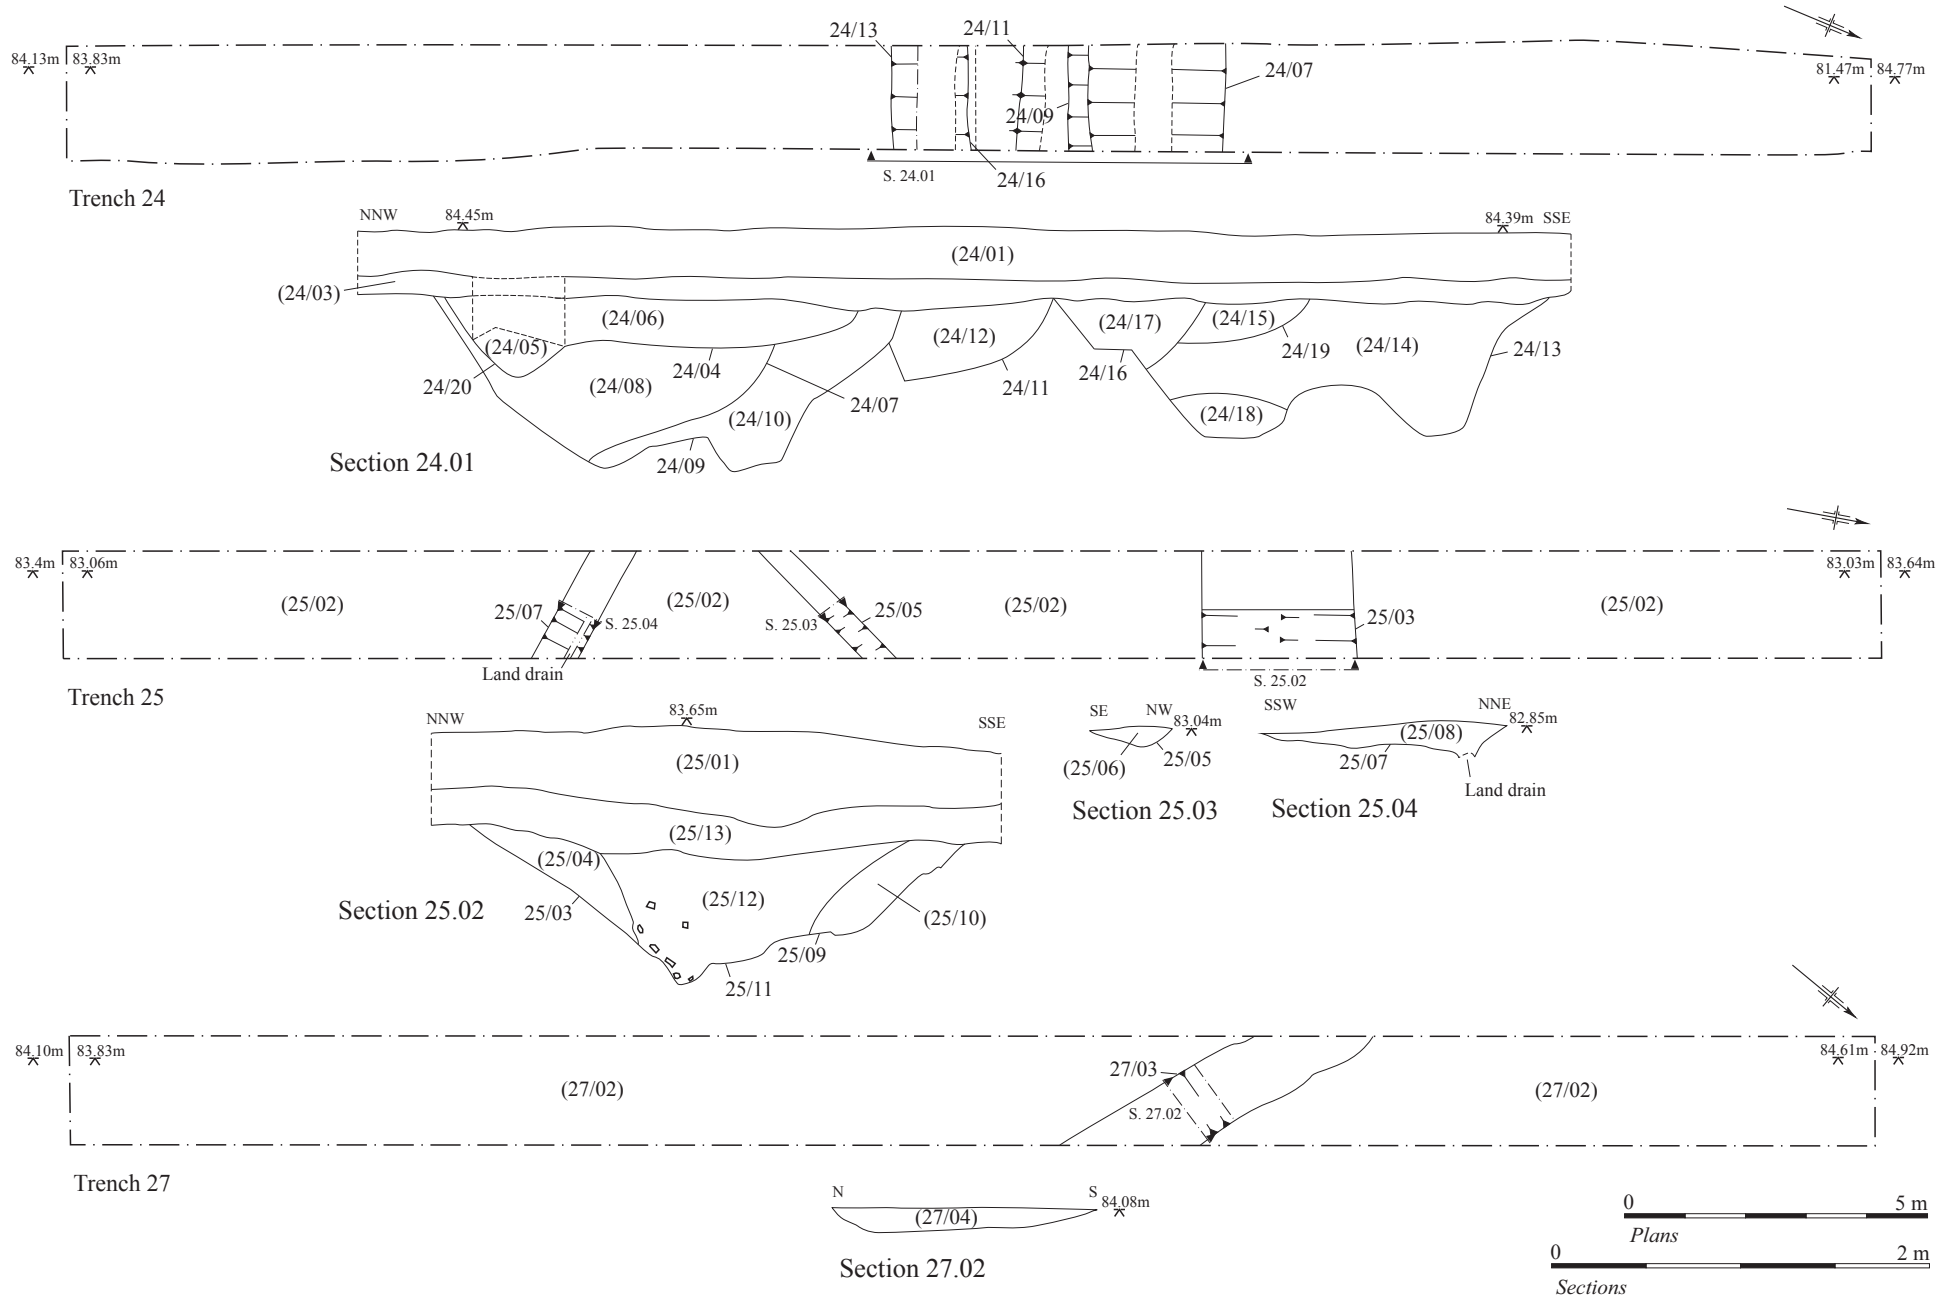 24/13
24/11
84.13m
83.83m
24/07
81.47m
84.77m
24/09
S. 24.01
24/16
Trench 24
NNW
84.45m
84.39m
SSE
(24/01)
(24/03)
(24/06)
(24/17)
(24/15)
(24/05)
(24/12)
(24/14)
24/20
(24/08)
24/04
24/11
24/16
24/19
24/13
24/07
(24/10)
(24/18)
24/09
Section 24.01
83.4m
83.06m
83.03m
83.64m
(25/02)
25/07
S. 25.04
(25/02)
S. 25.03
25/05
(25/02)
25/03
(25/02)
Land drain
S. 25.02
Trench 25
NNW
83.65m
SSE
(25/01)
(25/13)
(25/04)
(25/12)
25/03
(25/10)
25/09
25/11
Section 25.02
SE
NW
83.04m
(25/06)
25/05
Section 25.03
SSW
NNE
82.85m
(25/08)
25/07
Land drain
Section 25.04
84.10m
83.83m
84.61m
84.92m
(27/02)
27/03
S. 27.02
(27/02)
Trench 27
N
S
84.08m
(27/04)
Section 27.02
0
5 m
Plans
0
2 m
Sections